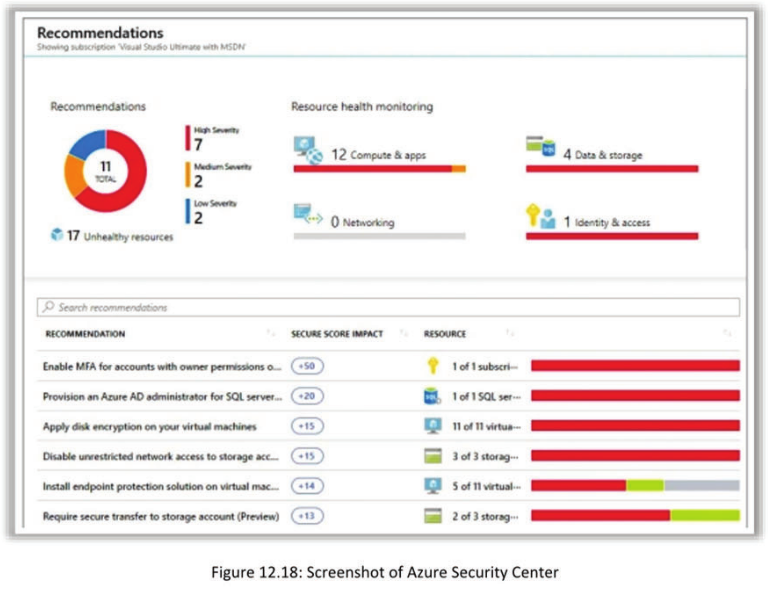 Recommendations
Showing subscription 'Visual Studio Ultimate with MSDN'
Recommendations
11
TOTAL
High Severity
7
Medium Severity
2
Low Severity
2
17 Unhealthy resources
Resource health monitoring
12 Compute & apps
4 Data & storage
0 Networking
1 Identity & access
Search recommendations
RECOMMENDATION SECURE SCORE IMPACT RESOURCE
Enable MFA for accounts with owner permissions o... +50 1 of 1 subscri...
Provision an Azure AD administrator for SQL server... +20 1 of 1 SQL ser...
Apply disk encryption on your virtual machines +15 11 of 11 virtua...
Disable unrestricted network access to storage acc... +15 3 of 3 storag...
Install endpoint protection solution on virtual mac... +14 5 of 11 virtual...
Require secure transfer to storage account (Preview) +13 2 of 3 storag...
Figure 12.18: Screenshot of Azure Security Center